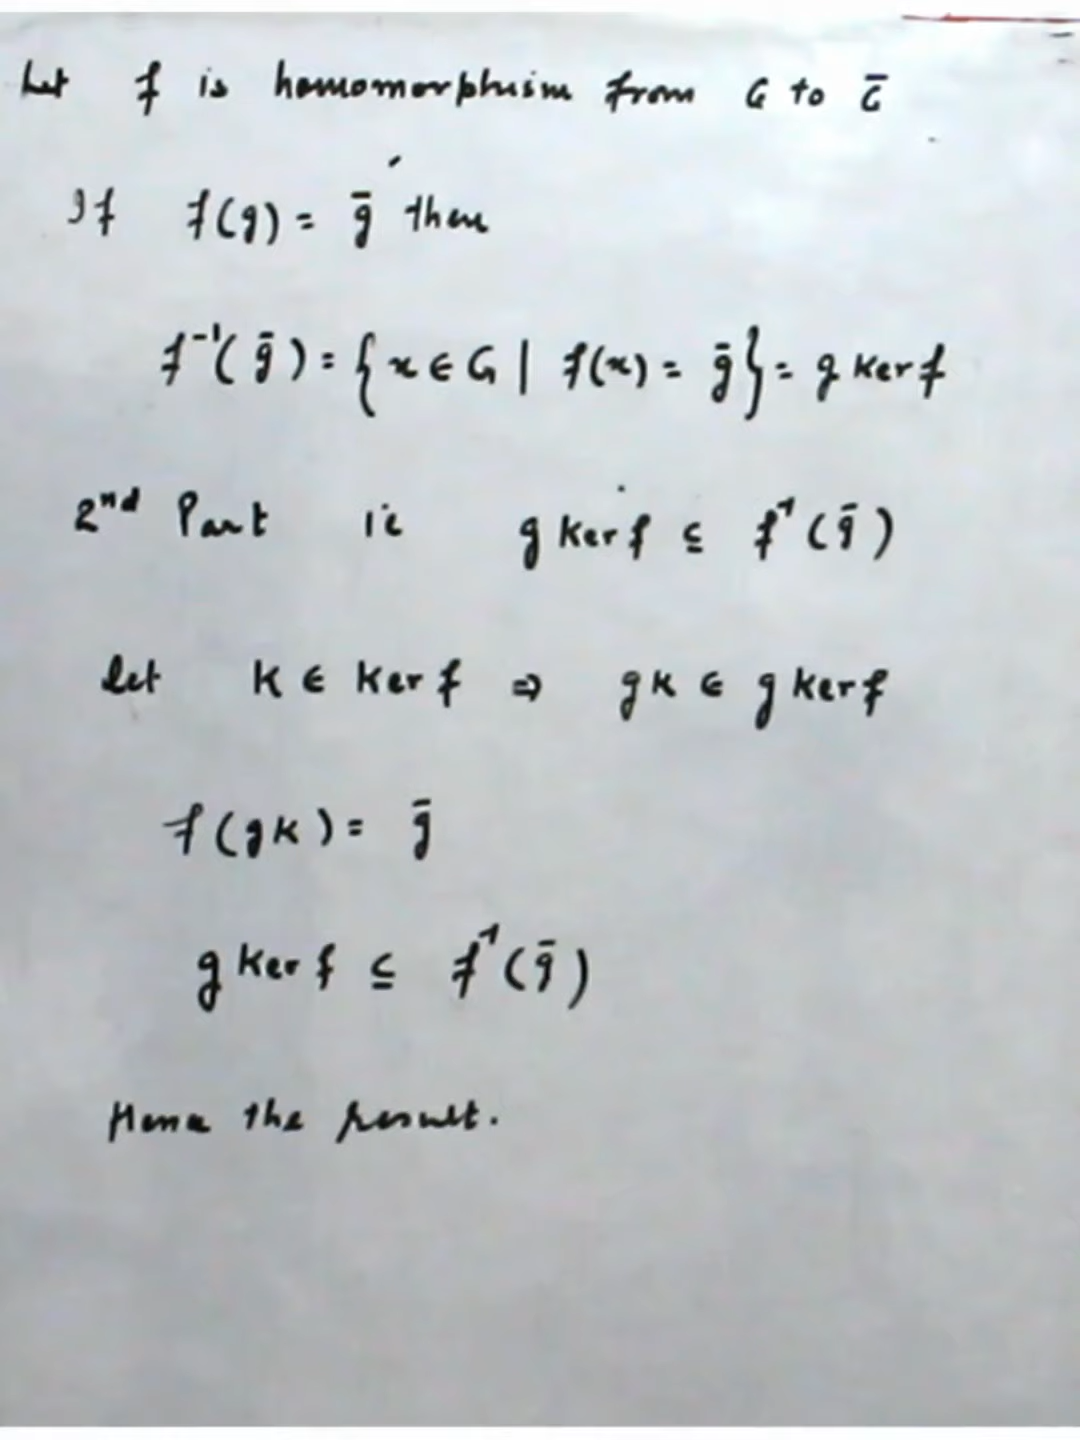 Let f is homomorphism from G to Ḡ
If f(g) = ḡ then
f⁻¹(ḡ) = {x ∈ G | f(x) = ḡ} = g Ker f
2nd Part ie g Ker f ⊆ f⁻¹(ḡ)
let K ∈ Ker f ⇒ gK ∈ g Ker f
f(gK) = ḡ
g Ker f ⊆ f⁻¹(ḡ)
Hence the result.